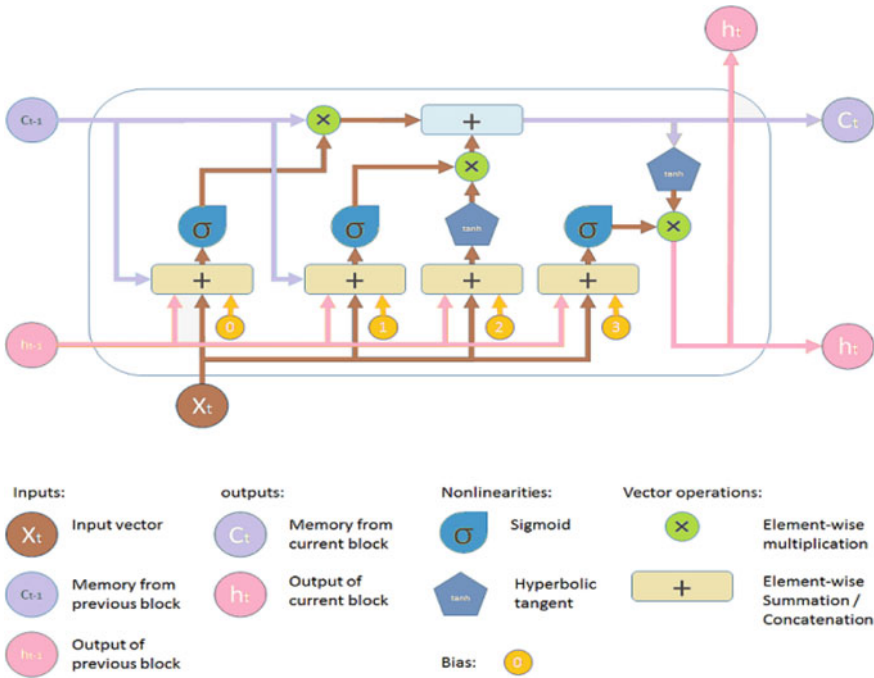 hₜ
Cₜ₋₁
×
+
Cₜ
tanh
σ
σ
×
tanh
σ
×
+
+
+
+
0
1
2
3
hₜ₋₁
hₜ
Xₜ
Inputs:
outputs:
Nonlinearities:
Vector operations:
Xₜ
Input vector
Cₜ
Memory from
current block
σ
Sigmoid
×
Element-wise
multiplication
Cₜ₋₁
Memory from
previous block
hₜ
Output of
current block
tanh
Hyperbolic
tangent
+
Element-wise
Summation /
Concatenation
hₜ₋₁
Output of
previous block
Bias:
0